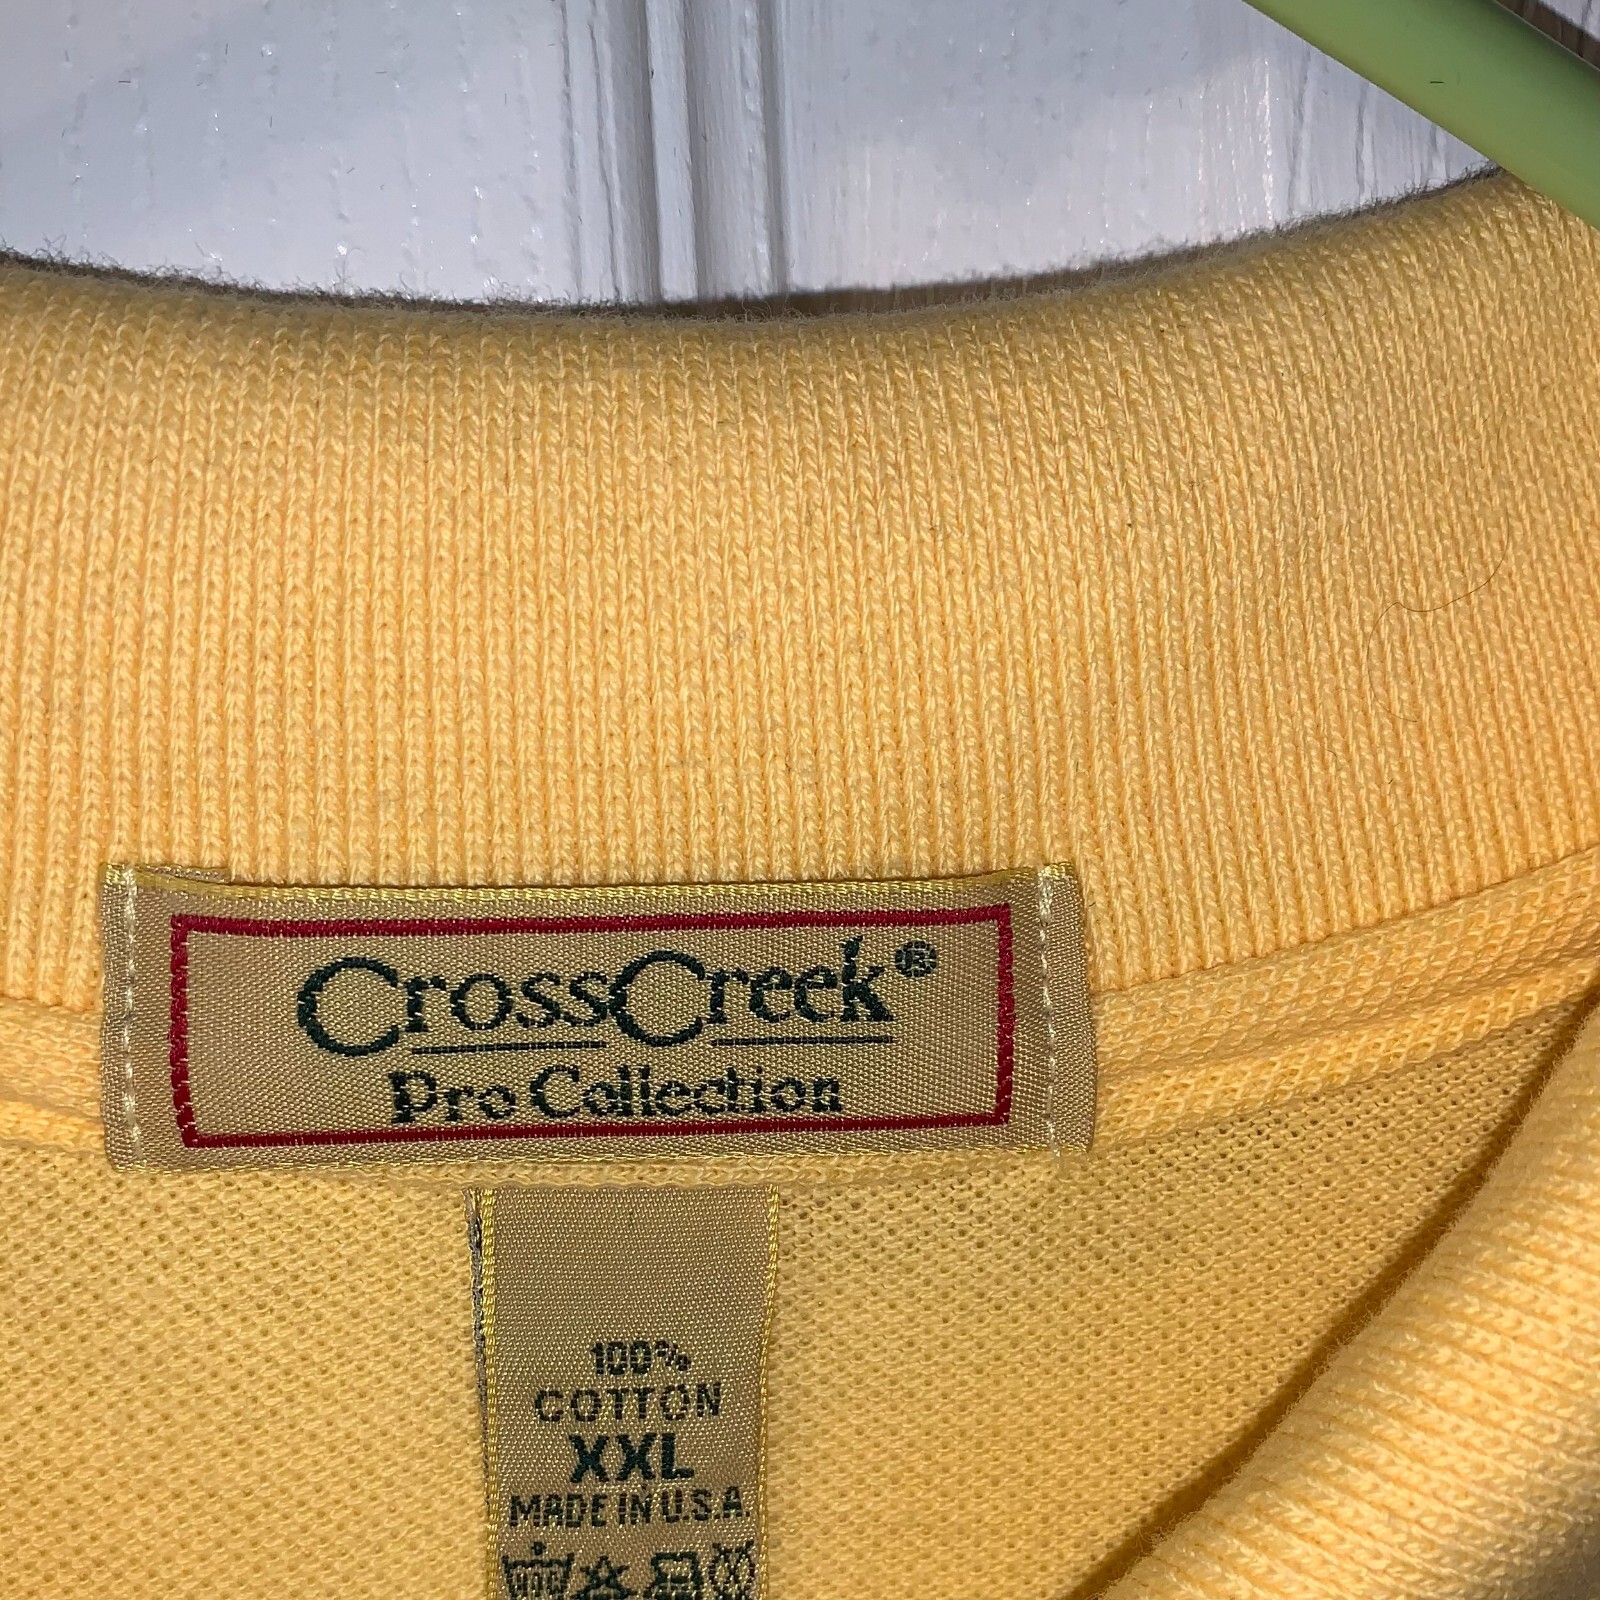 CrossCreek®
Pro Collection
100%
COTTON
XXL
MADE IN U.S.A.